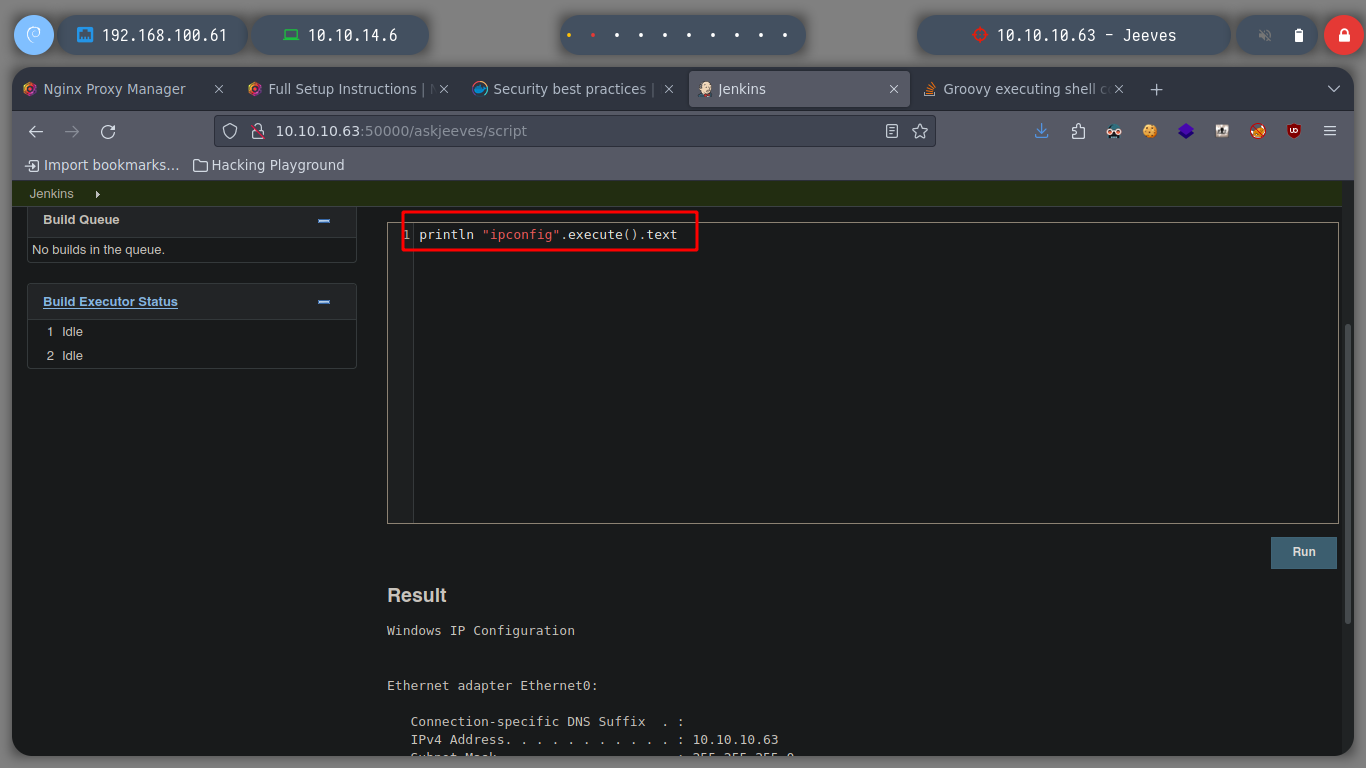 192.168.100.61 10.10.14.6 10.10.10.63 - Jeeves
Nginx Proxy Manager Full Setup Instructions | N Security best practices | Jenkins Groovy executing shell c
10.10.10.63:50000/askjeeves/script
Import bookmarks... Hacking Playground
Jenkins
Build Queue
No builds in the queue.
Build Executor Status
1 Idle
2 Idle
1 println "ipconfig".execute().text
Run
Result
Windows IP Configuration
Ethernet adapter Ethernet0:
Connection-specific DNS Suffix . :
IPv4 Address. . . . . . . . . . . : 10.10.10.63